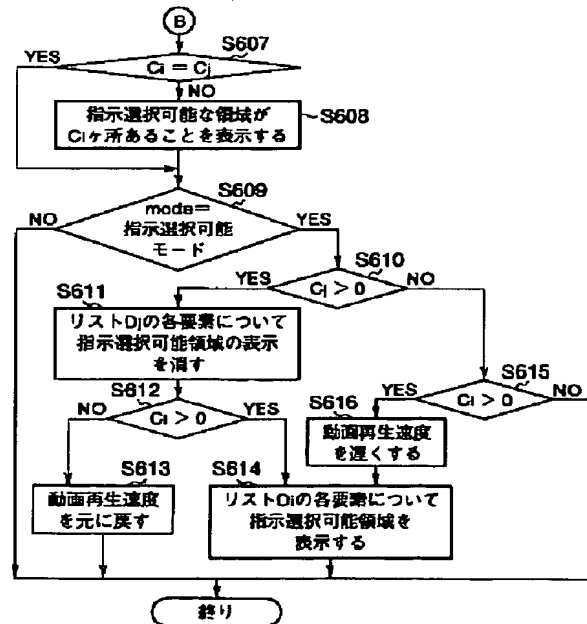 B
S607
YES
Ci = Cj
NO
指示選択可能な領域が
Ciヶ所あることを表示する
S608
S609
NO
mode=
指示選択可能
モード
YES
S610
YES
Cj > 0
NO
S611
リストDjの各要素について
指示選択可能領域の表示
を消す
S612
NO
Ci > 0
YES
S615
YES
Ci > 0
NO
S616
動画再生速度
を遅くする
S613
動画再生速度
を元に戻す
S614
リストDiの各要素について
指示選択可能領域を
表示する
終り